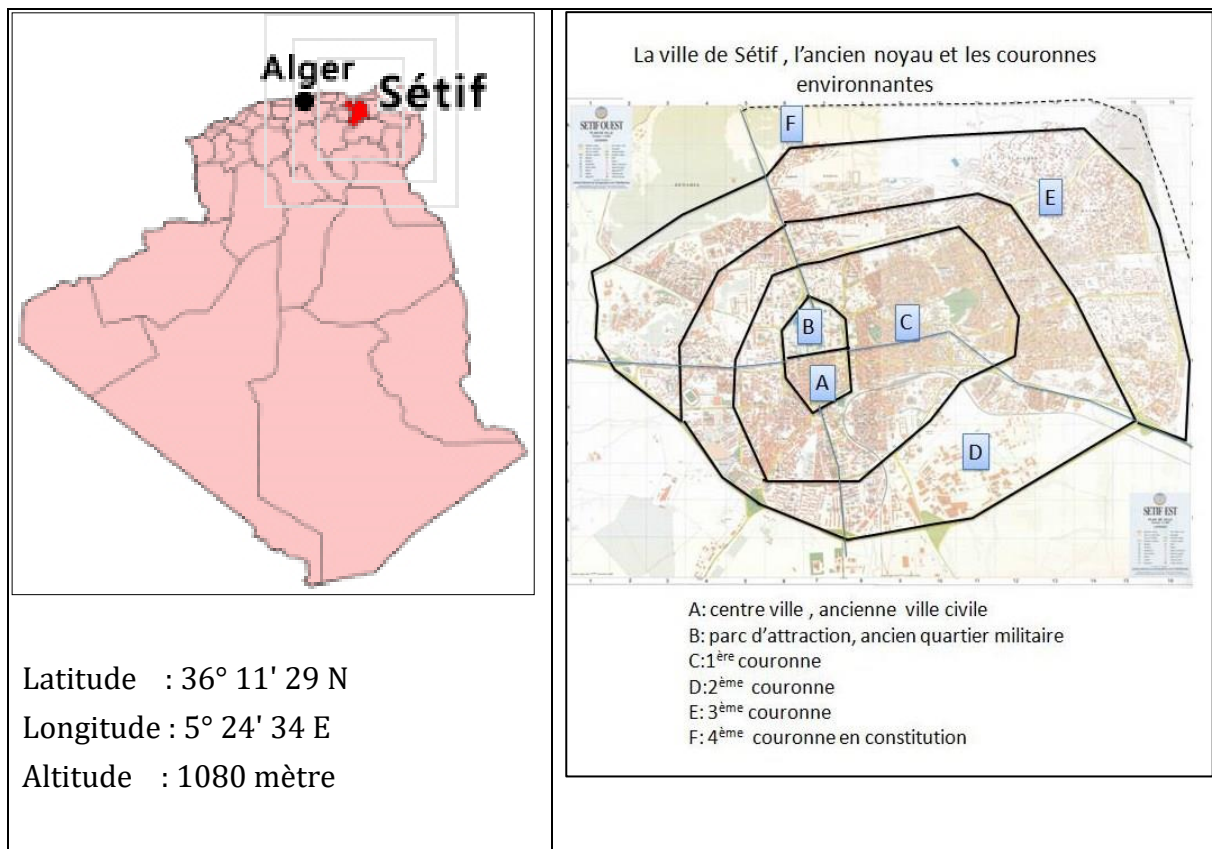 Alger
Sétif
Latitude : 36° 11' 29 N
Longitude : 5° 24' 34 E
Altitude : 1080 mètre
La ville de Sétif , l'ancien noyau et les couronnes
environnantes
SETIF OUEST
F
E
B
C
A
D
SETIF EST
A: centre ville , ancienne ville civile
B: parc d'attraction, ancien quartier militaire
C:1ère couronne
D:2ème couronne
E: 3ème couronne
F: 4ème couronne en constitution